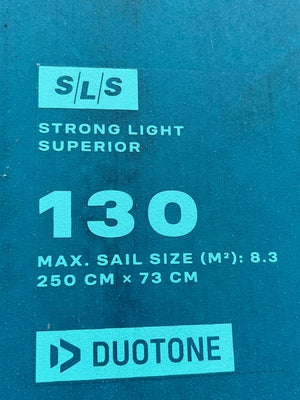 S/L/S
STRONG LIGHT
SUPERIOR
130
MAX. SAIL SIZE (M²): 8.3
250 CM × 73 CM
DUOTONE